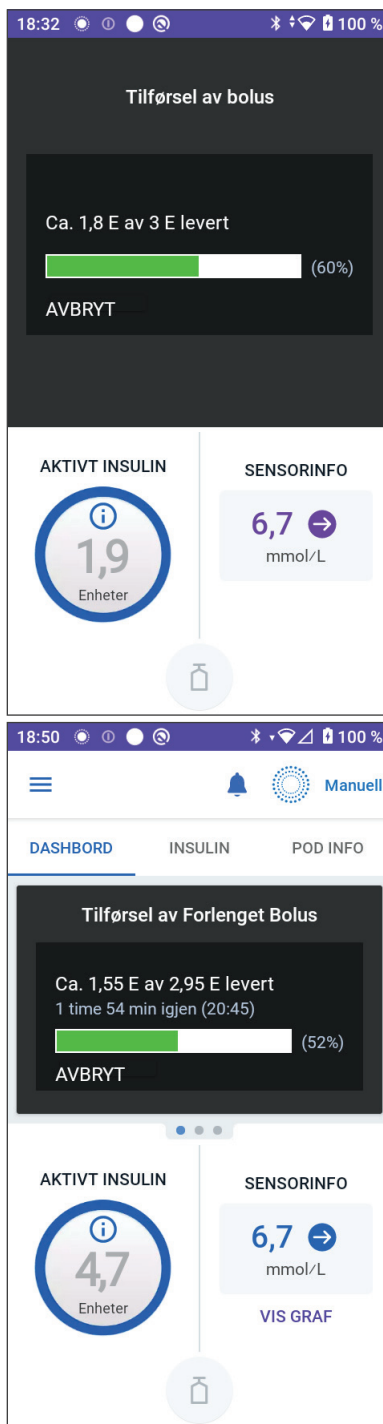 18:32 100 %
Tilførsel av bolus
Ca. 1,8 E av 3 E levert
(60%)
AVBRYT
AKTIVT INSULIN
1,9
Enheter
SENSORINFO
6,7
mmol/L
18:50 100 %
Manuell
DASHBORD INSULIN POD INFO
Tilførsel av Forlenget Bolus
Ca. 1,55 E av 2,95 E levert
1 time 54 min igjen (20:45)
(52%)
AVBRYT
AKTIVT INSULIN
4,7
Enheter
SENSORINFO
6,7
mmol/L
VIS GRAF